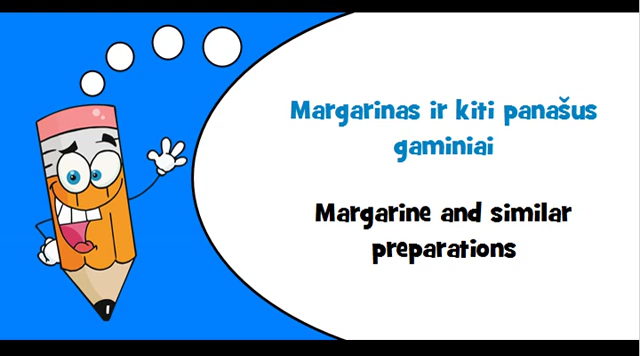 Margarinas ir kiti panašus
gaminiai
Margarine and similar
preparations